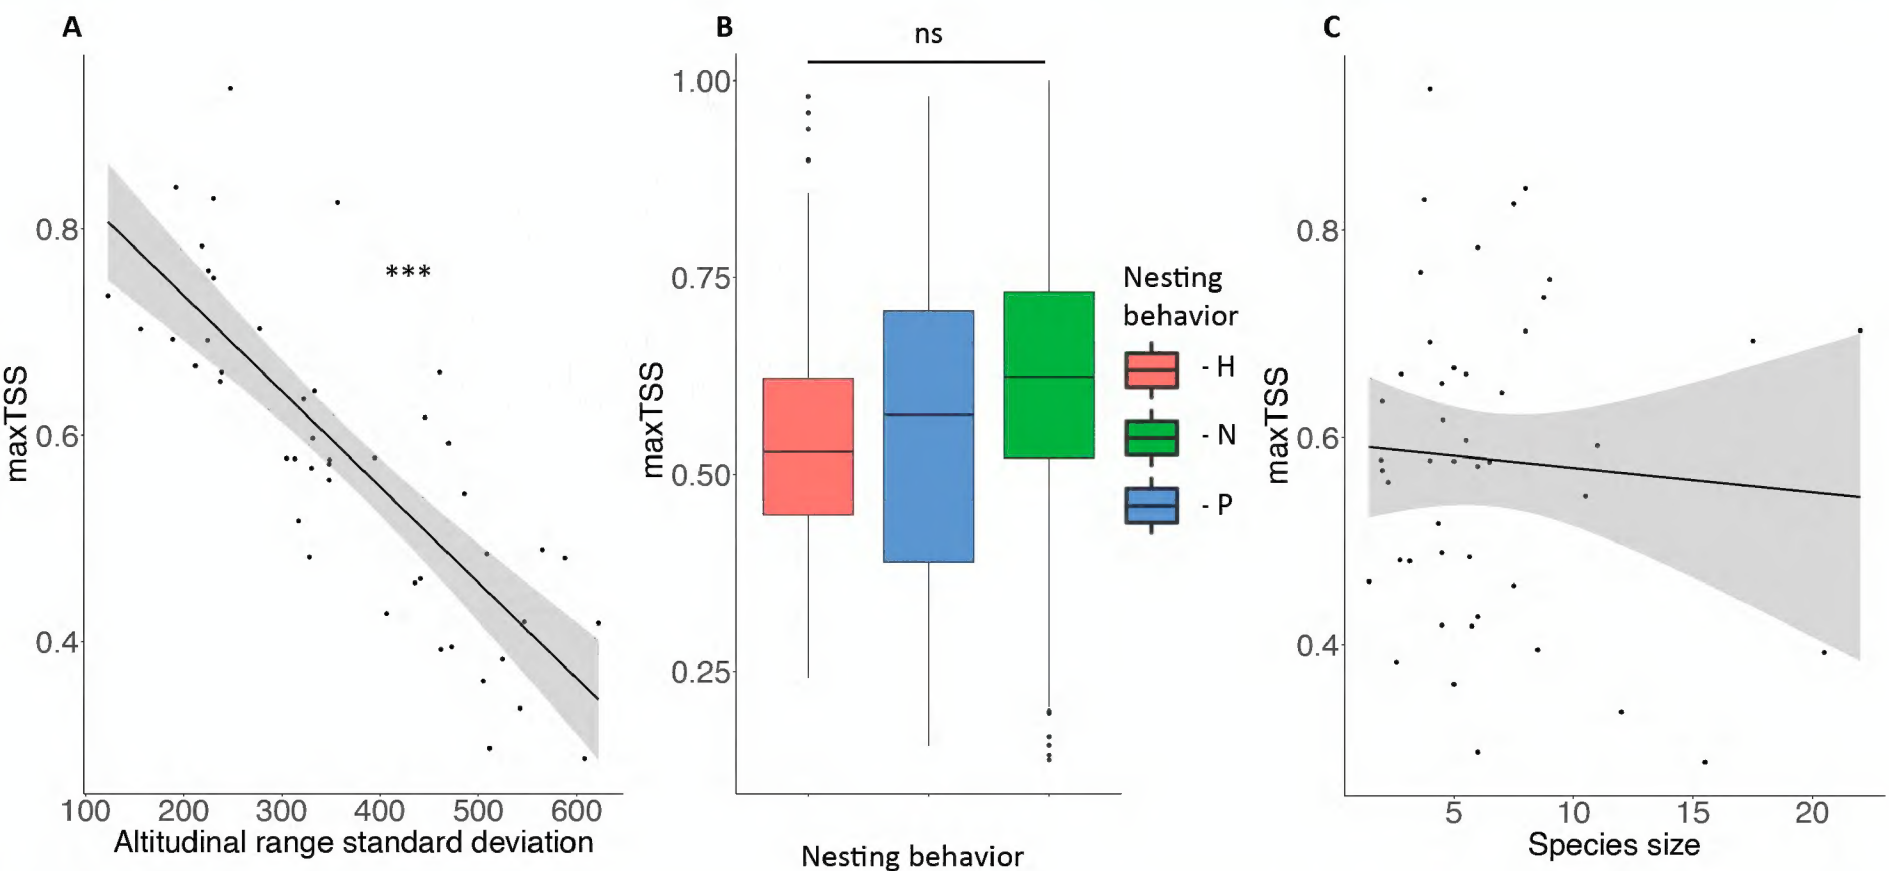 A
maxTSS
0.8
0.6
0.4
***
100 200 300 400 500 600
Altitudinal range standard deviation
B
ns
maxTSS
1.00
0.75
0.50
0.25
Nesting behavior
Nesting
behavior
- H
- N
- P
C
maxTSS
0.8
0.6
0.4
5 10 15 20
Species size